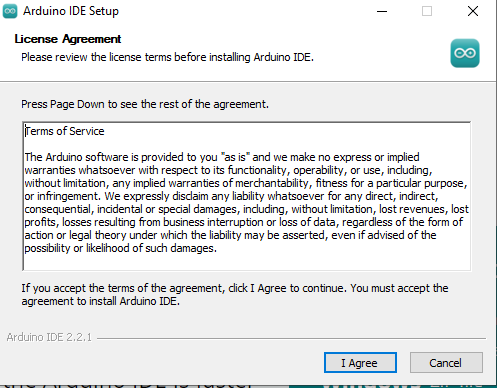 Arduino IDE Setup
License Agreement
Please review the license terms before installing Arduino IDE.
Press Page Down to see the rest of the agreement.
Terms of Service
The Arduino software is provided to you "as is" and we make no express or implied
warranties whatsoever with respect to its functionality, operability, or use, including,
without limitation, any implied warranties of merchantability, fitness for a particular purpose,
or infringement. We expressly disclaim any liability whatsoever for any direct, indirect,
consequential, incidental or special damages, including, without limitation, lost revenues, lost
profits, losses resulting from business interruption or loss of data, regardless of the form of
action or legal theory under which the liability may be asserted, even if advised of the
possibility or likelihood of such damages.
If you accept the terms of the agreement, click I Agree to continue. You must accept the
agreement to install Arduino IDE.
Arduino IDE 2.2.1
I Agree
Cancel
the Arduino IDE is faster